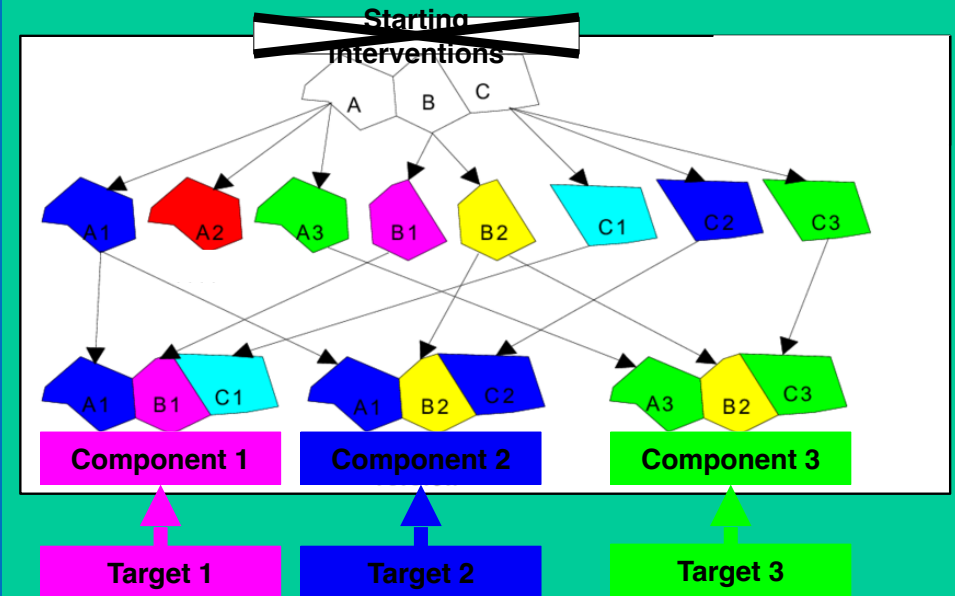 Starting
Interventions
A B C
A1 A2 A3 B1 B2 C1 C2 C3
A1 B1 C1 A1 B2 C2 A3 B2 C3
Component 1 Component 2 Component 3
Target 1 Target 2 Target 3